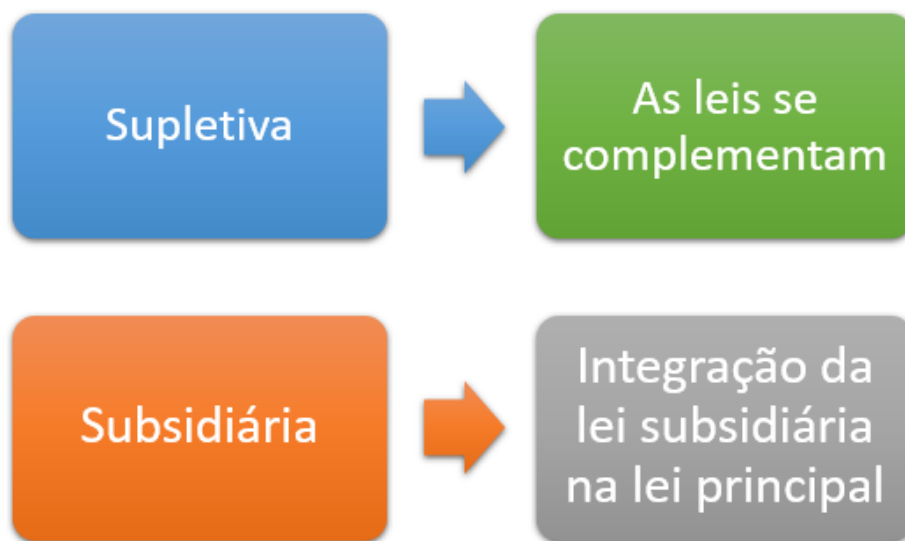 Supletiva
As leis se
complementam
Subsidiária
Integração da
lei subsidiária
na lei principal